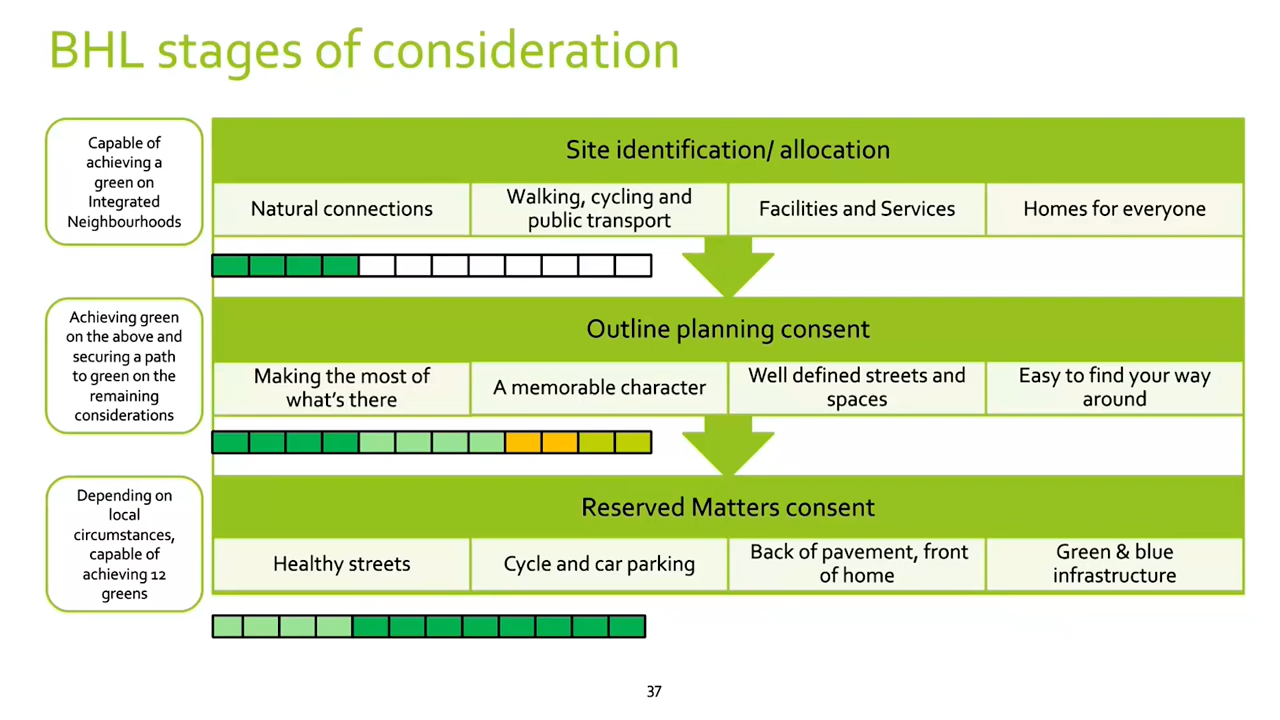 BHL stages of consideration
Capable of
achieving a
green on
Integrated
Neighbourhoods
Site identification/ allocation
Natural connections
Walking, cycling and
public transport
Facilities and Services
Homes for everyone
Achieving green
on the above and
securing a path
to green on the
remaining
considerations
Outline planning consent
Making the most of
what's there
A memorable character
Well defined streets and
spaces
Easy to find your way
around
Depending on
local
circumstances,
capable of
achieving 12
greens
Reserved Matters consent
Healthy streets
Cycle and car parking
Back of pavement, front
of home
Green & blue
infrastructure
37